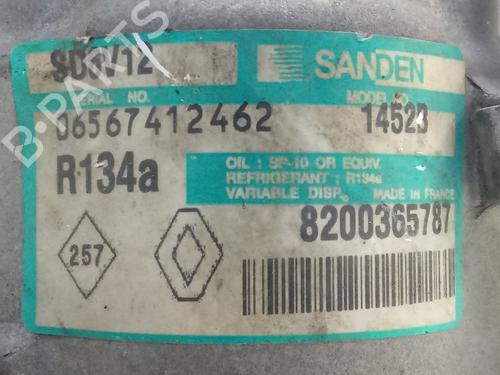 SANDEN
SERIAL NO.
MODEL NO.
06567412462
14523
R134a
OIL : SP-10 OR EQUIV.
REFRIGERANT : R134a
VARIABLE DISP. MADE IN FRANCE
8200365787
257